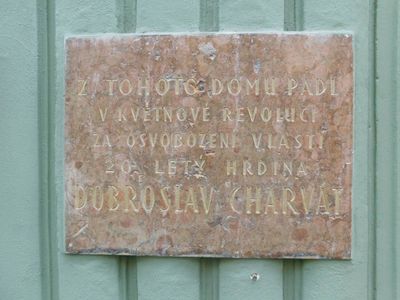 Z TOHOTO DOMU PADL
V KVĚTNOVÉ REVOLUCI
ZA OSVOBOZENÍ VLASTI
20 LETÝ HRDINA
DOBROSLAV CHARVÁT